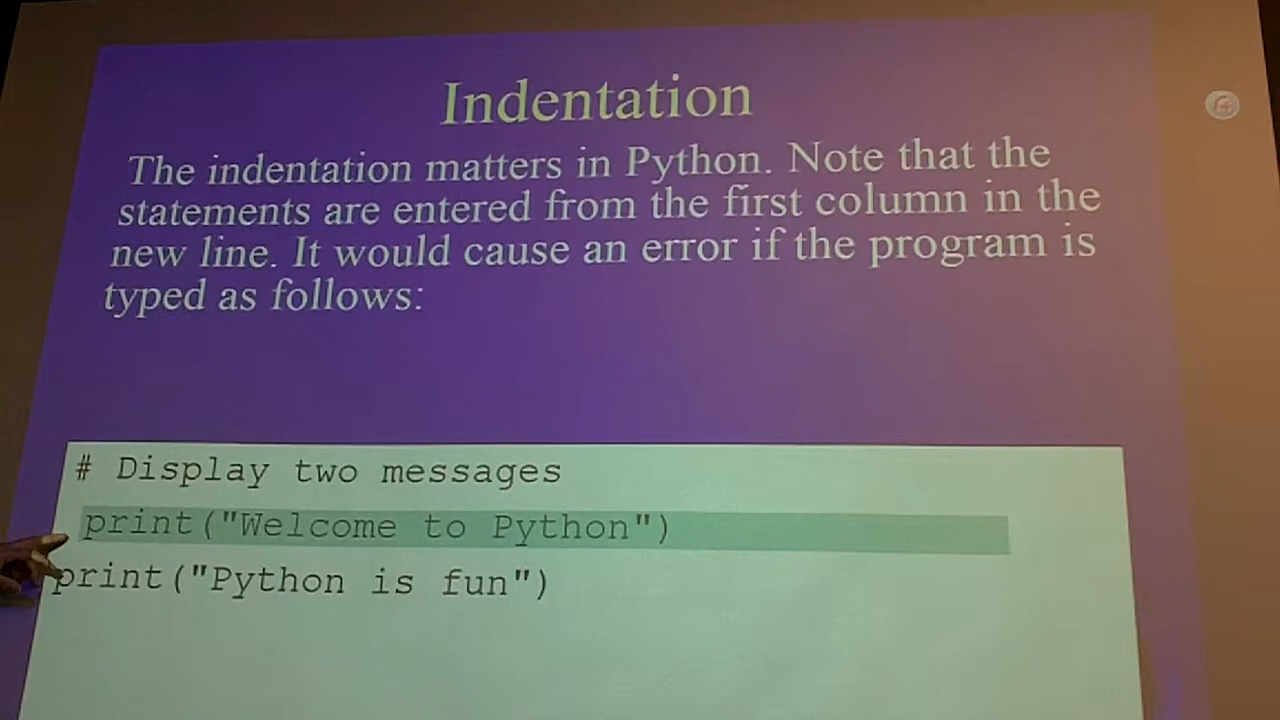 Indentation
The indentation matters in Python. Note that the
statements are entered from the first column in the
new line. It would cause an error if the program is
typed as follows:
# Display two messages
print("Welcome to Python")
print("Python is fun")